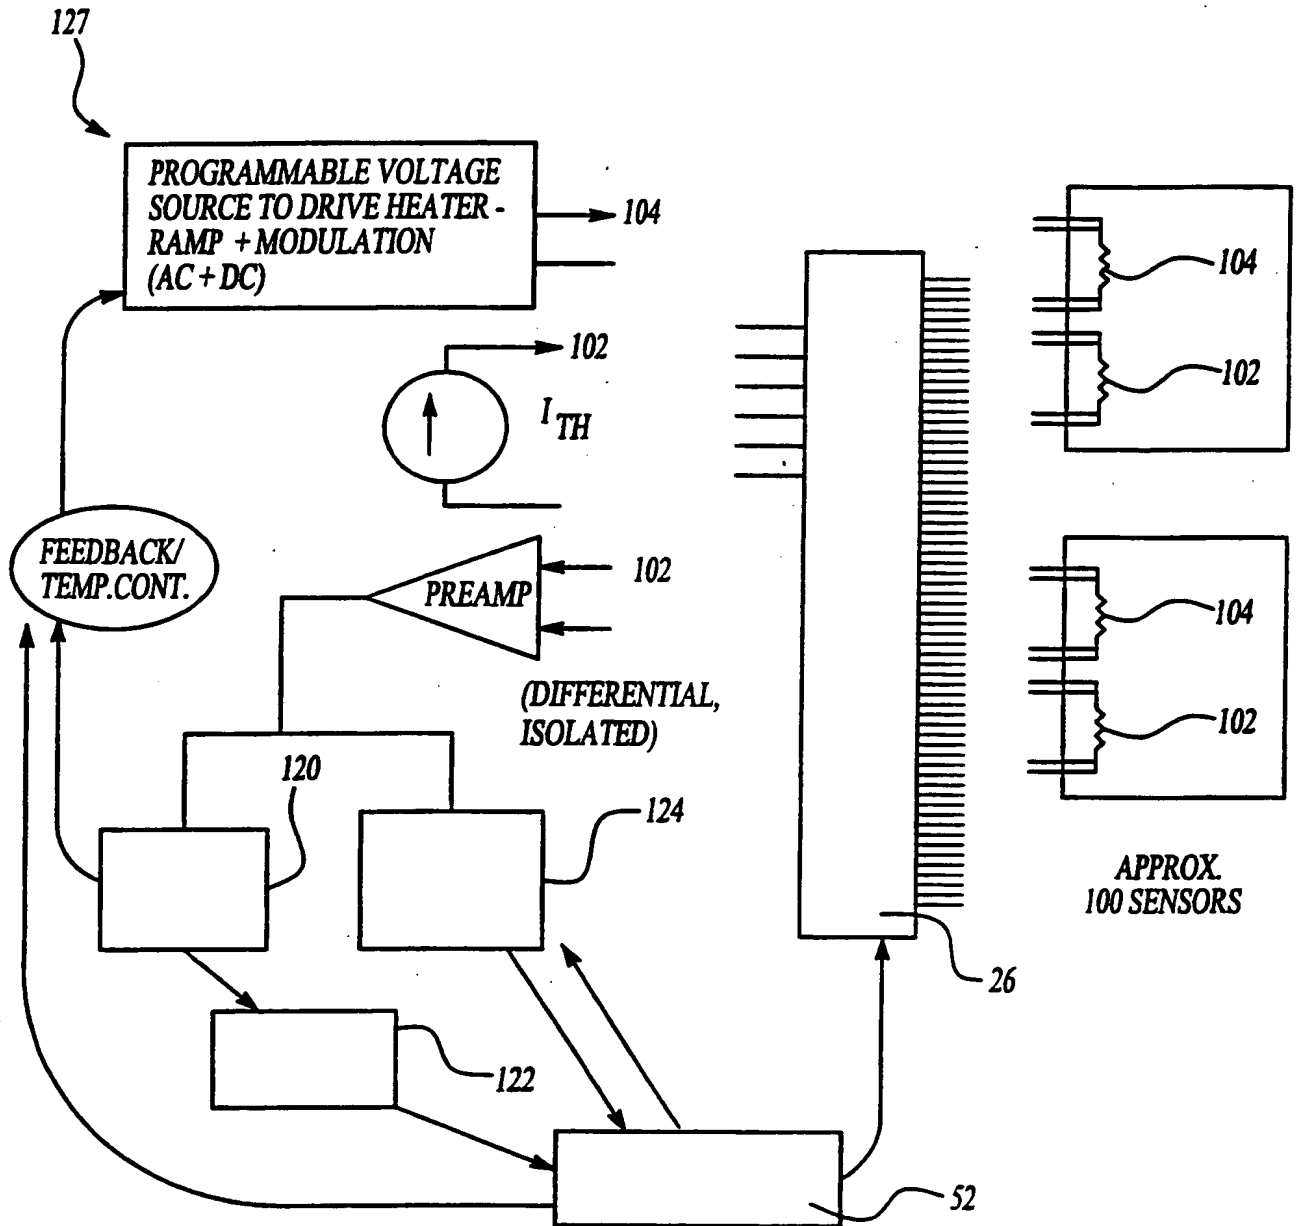 127
PROGRAMMABLE VOLTAGE
SOURCE TO DRIVE HEATER -
RAMP + MODULATION
(AC + DC)
104
102
I TH
FEEDBACK/
TEMP.CONT.
PREAMP
102
(DIFFERENTIAL,
ISOLATED)
120
124
122
52
26
104
102
104
102
APPROX.
100 SENSORS